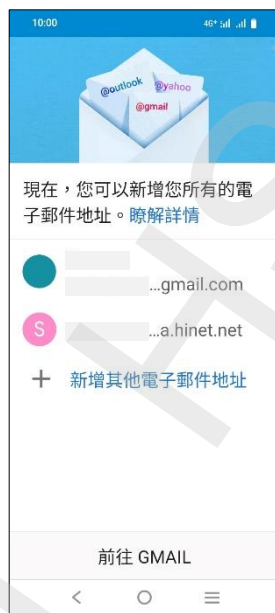 10:00
4G+
@outlook
@yahoo
@gmail
現在，您可以新增您所有的電
子郵件地址。瞭解詳情
...gmail.com
S
...a.hinet.net
+ 新增其他電子郵件地址
前往 GMAIL